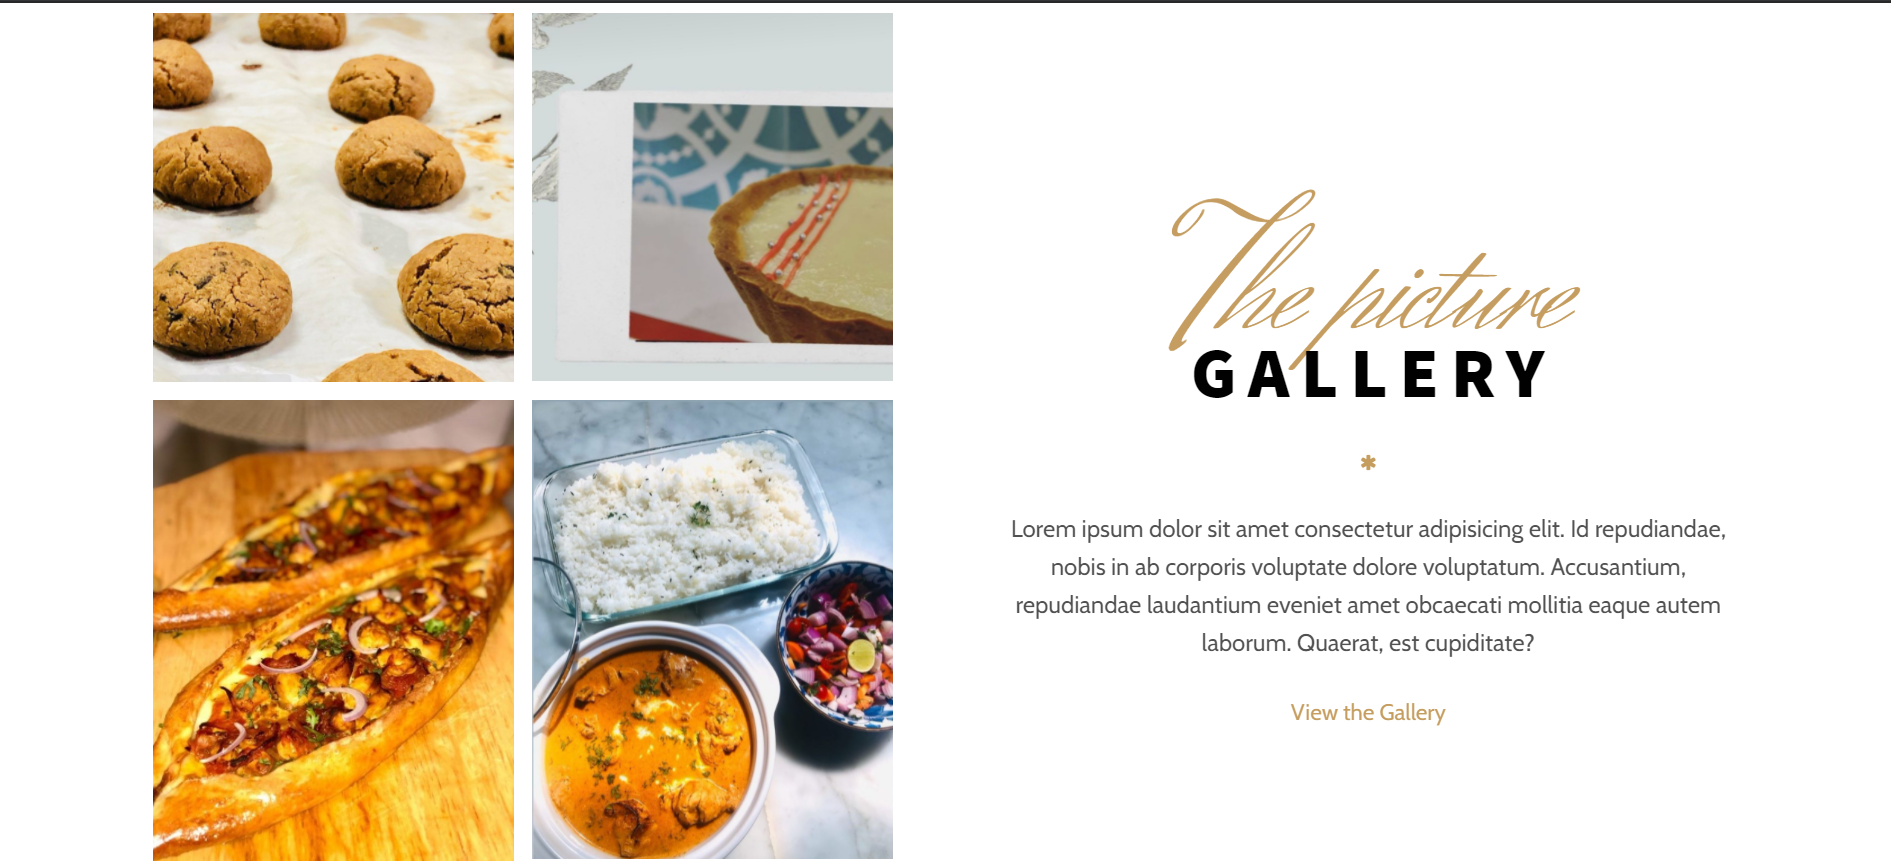 The picture
GALLERY
Lorem ipsum dolor sit amet consectetur adipisicing elit. Id repudiandae,
nobis in ab corporis voluptate dolore voluptatum. Accusantium,
repudiandae laudantium eveniet amet obcaecati mollitia eaque autem
laborum. Quaerat, est cupiditate?
View the Gallery